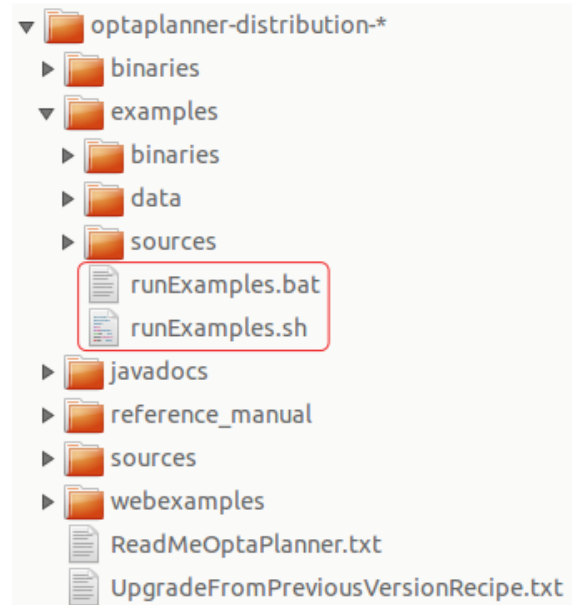 optaplanner-distribution-*
binaries
examples
binaries
data
sources
runExamples.bat
runExamples.sh
javadocs
reference_manual
sources
webexamples
ReadMeOptaPlanner.txt
UpgradeFromPreviousVersionRecipe.txt